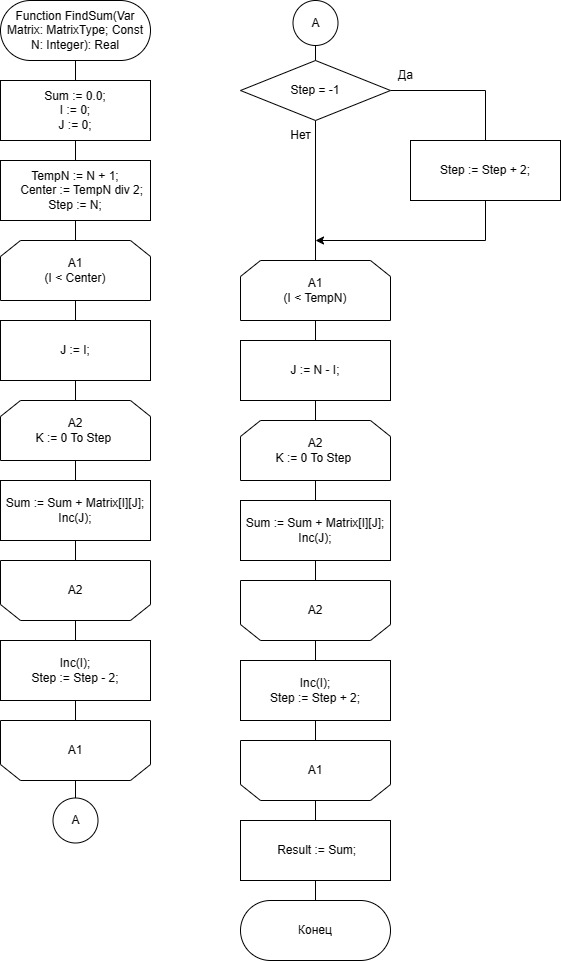 Function FindSum(Var
Matrix: MatrixType; Const
N: Integer): Real
Sum := 0.0;
I := 0;
J := 0;
TempN := N + 1;
Center := TempN div 2;
Step := N;
A1
(I < Center)
J := I;
A2
K := 0 To Step
Sum := Sum + Matrix[I][J];
Inc(J);
A2
Inc(I);
Step := Step - 2;
A1
A
A
Step = -1
Да
Нет
Step := Step + 2;
A1
(I < TempN)
J := N - I;
A2
K := 0 To Step
Sum := Sum + Matrix[I][J];
Inc(J);
A2
Inc(I);
Step := Step + 2;
A1
Result := Sum;
Конец